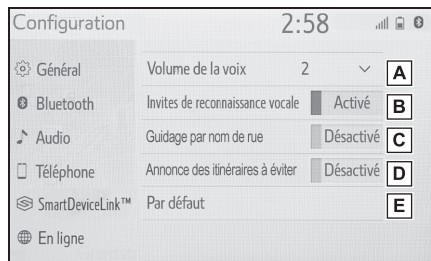 Configuration 2:58
Général
Volume de la voix 2 A
Bluetooth
Invites de reconnaissance vocale Activé B
Audio
Guidage par nom de rue Désactivé C
Téléphone
Annonce des itinéraires à éviter Désactivé D
SmartDeviceLink™
Par défaut E
En ligne